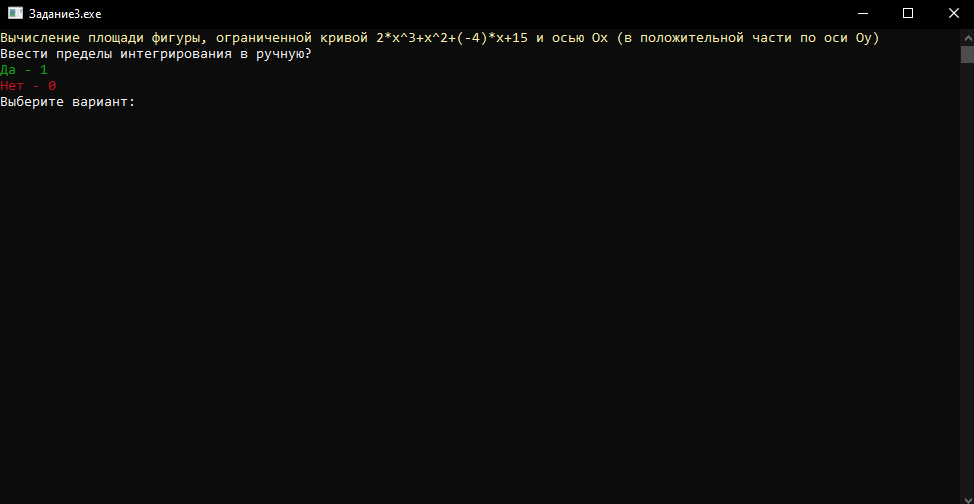 Задание3.exe
Вычисление площади фигуры, ограниченной кривой 2*x^3+x^2+(-4)*x+15 и осью Ox (в положительной части по оси Oy)
Ввести пределы интегрирования в ручную?
Да - 1
Нет - 0
Выберите вариант: